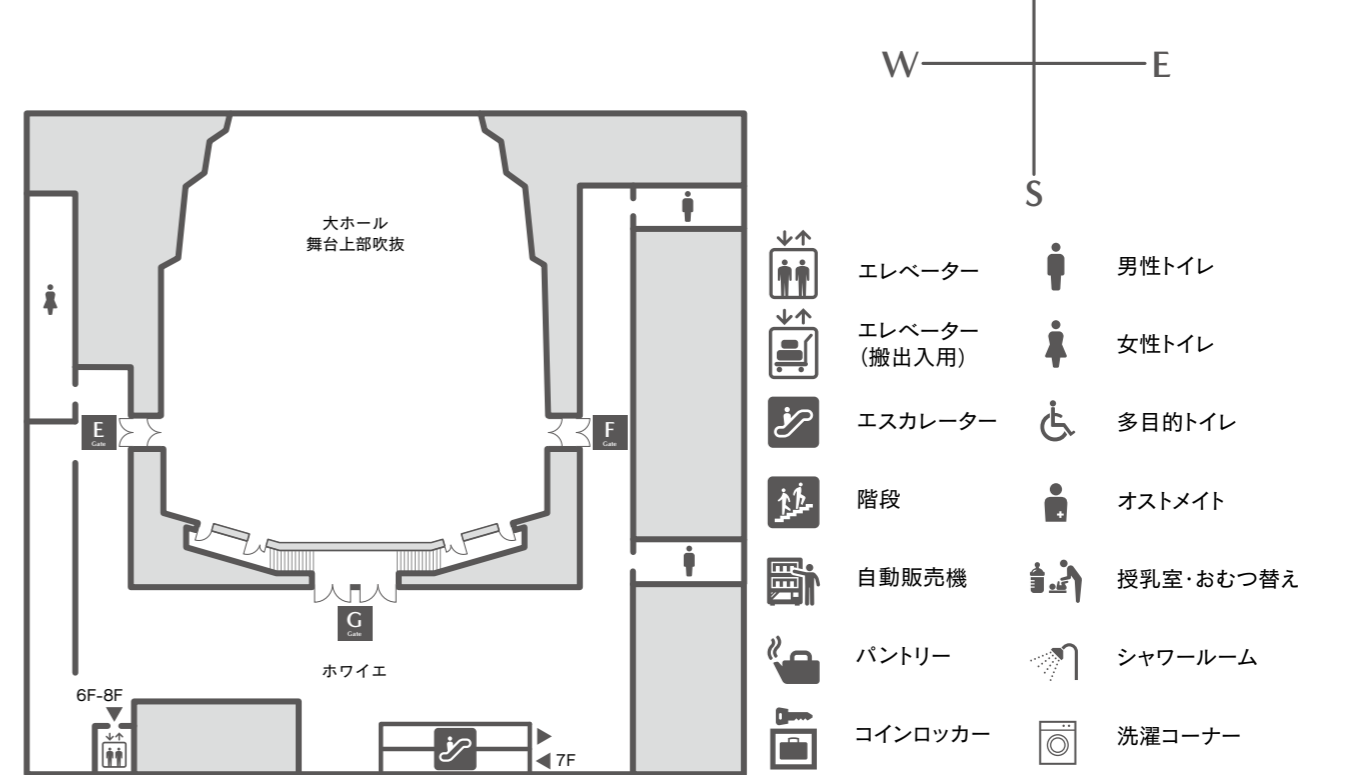 W
E
S
大ホール
舞台上部吹抜
E
Gate
F
Gate
G
Gate
ホワイエ
6F-8F
7F
エレベーター
エレベーター
（搬出入用）
エスカレーター
階段
自動販売機
パントリー
コインロッカー
男性トイレ
女性トイレ
多目的トイレ
オストメイト
授乳室・おむつ替え
シャワールーム
洗濯コーナー